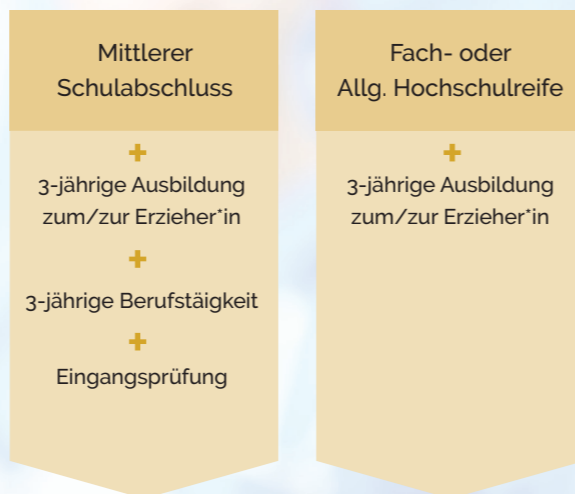 Mittlerer
Schulabschluss
+
3-jährige Ausbildung
zum/zur Erzieher*in
+
3-jährige Berufstäigkeit
+
Eingangsprüfung
Fach- oder
Allg. Hochschulreife
+
3-jährige Ausbildung
zum/zur Erzieher*in